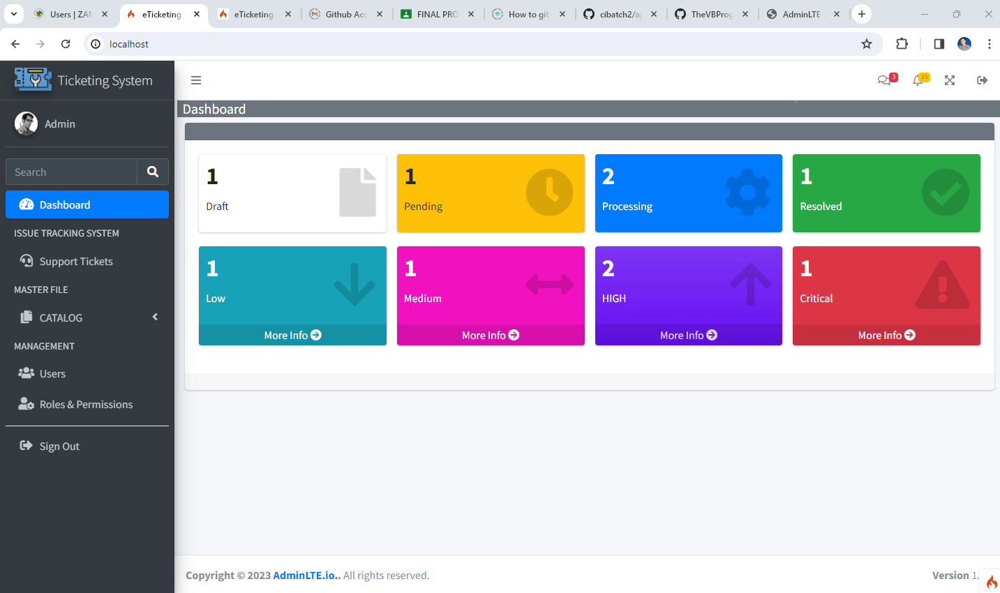 Users | ZAN
eTicketing
eTicketing
Github Acc
FINAL PRO
How to git
cibatch2/a
TheVBProg
AdminLTE
localhost
Ticketing System
3
15
Dashboard
Admin
Search
Dashboard
ISSUE TRACKING SYSTEM
Support Tickets
MASTER FILE
CATALOG
MANAGEMENT
Users
Roles & Permissions
Sign Out
1
Draft
1
Pending
2
Processing
1
Resolved
1
Low
More Info
1
Medium
More Info
2
HIGH
More Info
1
Critical
More Info
Copyright © 2023 AdminLTE.io.. All rights reserved.
Version 1.